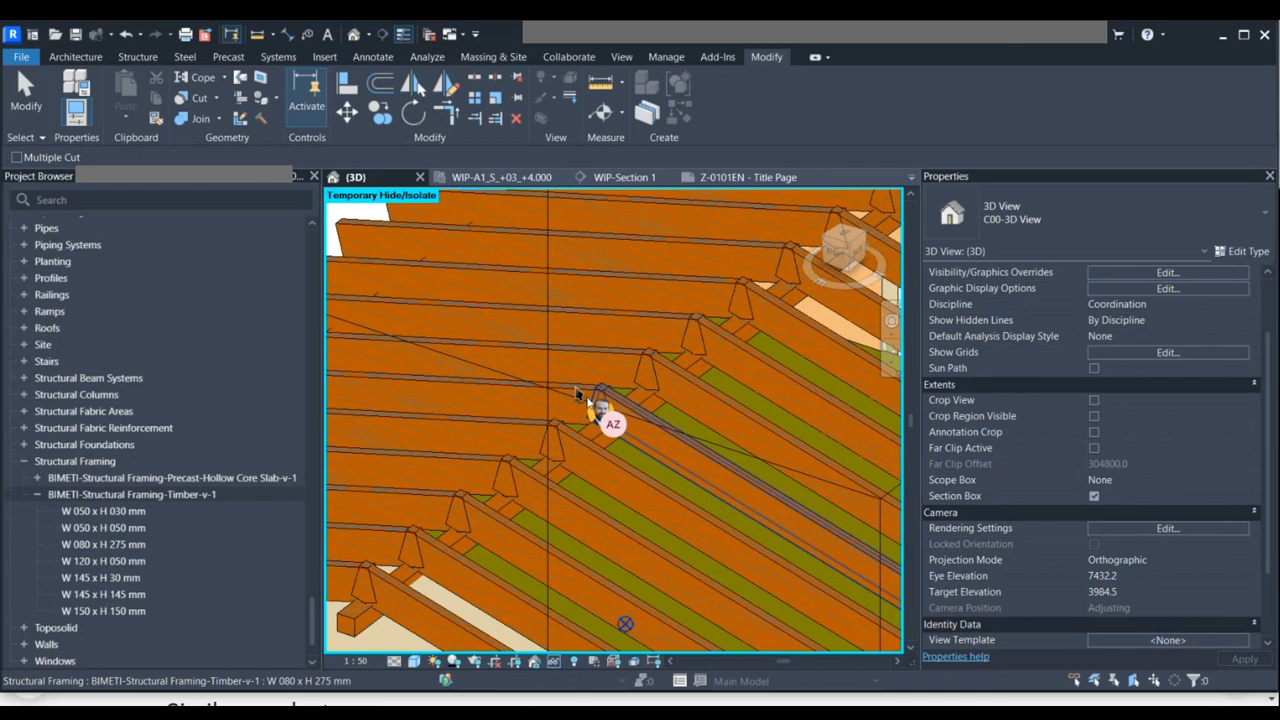 File Architecture Structure Steel Precast Systems Insert Annotate Analyze Massing & Site Collaborate View Manage Add-Ins Modify
Modify
Cope
Cut
Join
Activate
Select Properties Clipboard Geometry Controls Modify View Measure Create
Multiple Cut
Project Browser
0...
Search
Pipes
Piping Systems
Planting
Profiles
Railings
Ramps
Roofs
Site
Stairs
Structural Beam Systems
Structural Columns
Structural Fabric Areas
Structural Fabric Reinforcement
Structural Foundations
Structural Framing
BIMETI-Structural Framing-Precast-Hollow Core Slab-v-1
BIMETI-Structural Framing-Timber-v-1
W 050 x H 030 mm
W 050 x H 050 mm
W 080 x H 275 mm
W 120 x H 050 mm
W 145 x H 30 mm
W 145 x H 145 mm
W 150 x H 150 mm
Toposolid
Walls
Windows
{3D} WIP-A1_S_+03_+4.000 WIP-Section 1 Z-0101EN - Title Page
Temporary Hide/Isolate
AZ
1 : 50
Properties
3D View
C00-3D View
3D View: {3D} Edit Type
Visibility/Graphics Overrides Edit...
Graphic Display Options Edit...
Discipline Coordination
Show Hidden Lines By Discipline
Default Analysis Display Style None
Show Grids Edit...
Sun Path
Extents
Crop View
Crop Region Visible
Annotation Crop
Far Clip Active
Far Clip Offset 304800.0
Scope Box None
Section Box
Camera
Rendering Settings Edit...
Locked Orientation
Projection Mode Orthographic
Eye Elevation 7432.2
Target Elevation 3984.5
Camera Position Adjusting
Identity Data
View Template <None>
Properties help Apply
Structural Framing : BIMETI-Structural Framing-Timber-v-1 : W 080 x H 275 mm :0 Main Model :0